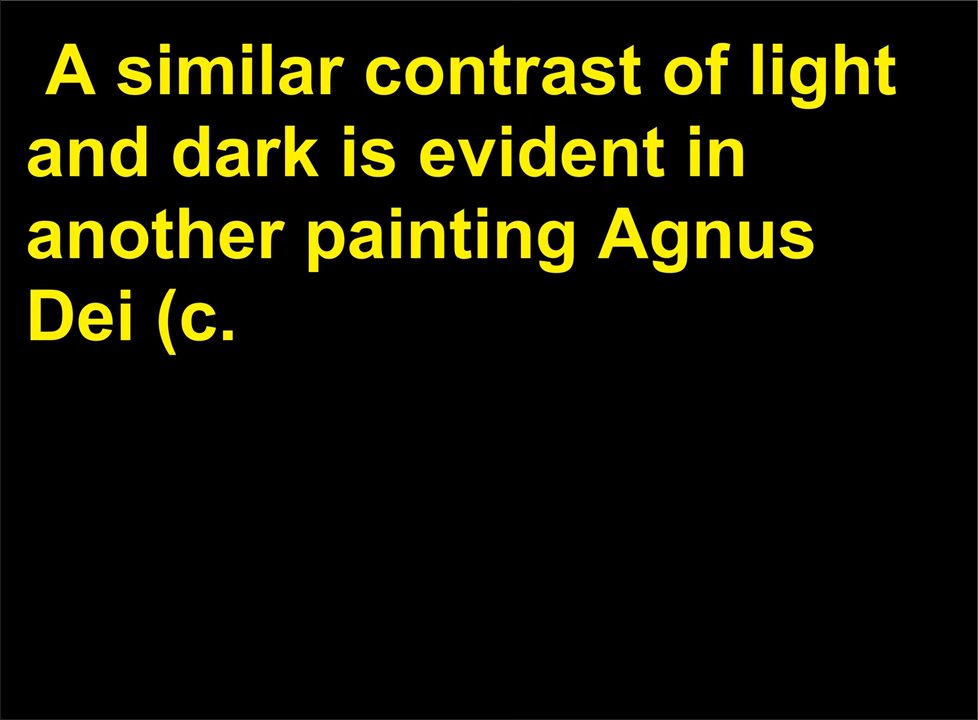 A similar contrast of light
and dark is evident in
another painting Agnus
Dei (c.